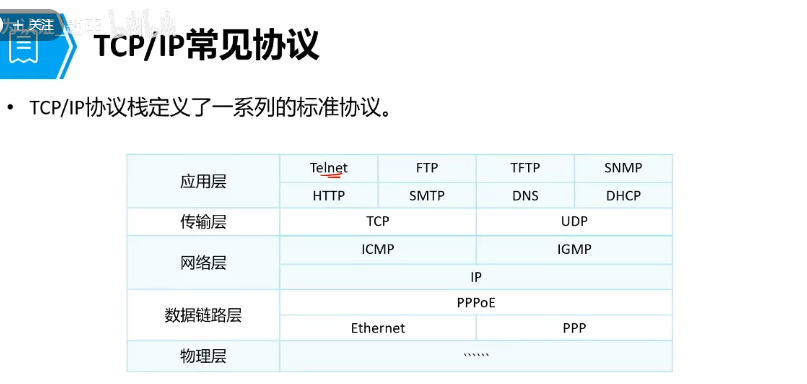 + 关注
TCP/IP常见协议
• TCP/IP协议栈定义了一系列的标准协议。
应用层
Telnet FTP TFTP SNMP
HTTP SMTP DNS DHCP
传输层 TCP UDP
网络层
ICMP IGMP
IP
数据链路层
PPPoE
Ethernet PPP
物理层 ``````